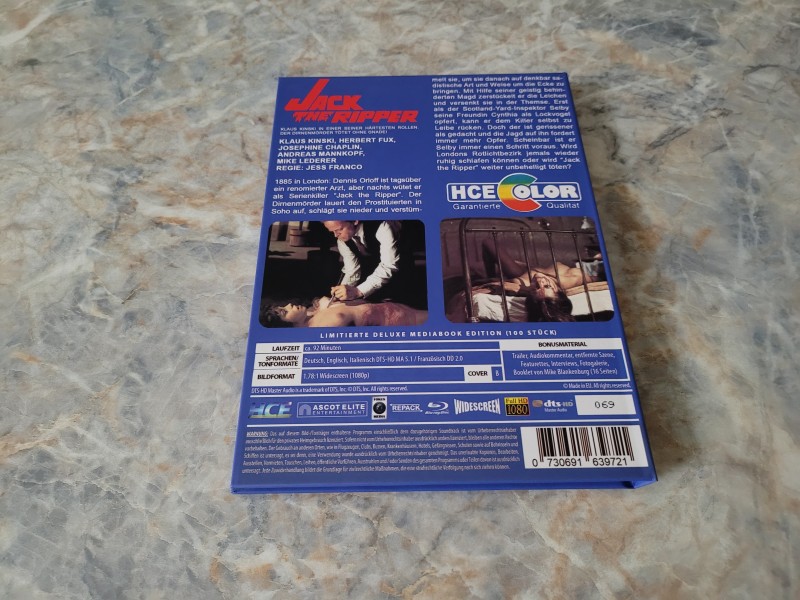 JACK
THE RIPPER
KLAUS KINSKI IN EINER SEINER HÄRTESTEN ROLLEN.
DER DIRNENMÖRDER TÖTET OHNE GNADE!
KLAUS KINSKI, HERBERT FUX,
JOSEPHINE CHAPLIN,
ANDREAS MANNKOPF,
MIKE LEDERER
REGIE: JESS FRANCO
1885 in London: Dennis Orloff ist tagsüber
ein renomierter Arzt, aber nachts wütet er
als Serienkiller "Jack the Ripper". Der
Dirnenmörder lauert den Prostituierten in
Soho auf, schlägt sie nieder und verstüm-
melt sie, um sie danach auf denkbar sa-
distische Art und Weise um die Ecke zu
bringen. Mit Hilfe seiner geistig behin-
derten Magd zerstückelt er die Leichen
und versenkt sie in der Themse. Erst
als der Scotland-Yard-Inspektor Selby
seine Freundin Cynthia als Lockvogel
opfert, kann er dem Killer selbst zu
Leibe rücken. Doch der ist gerissener
als gedacht und die Jagd auf ihn fordert
immer mehr Opfer. Scheinbar ist er
Selby immer einen Schritt voraus. Wird
Londons Rotlichtbezirk jemals wieder
ruhig schlafen können oder wird "Jack
the Ripper" weiter unbehelligt töten?
HCE COLOR
Garantierte Qualität
LIMITIERTE DELUXE MEDIABOOK EDITION (100 STÜCK)
LAUFZEIT ca. 92 Minuten
SPRACHEN/
TONFORMATE Deutsch, Englisch, Italienisch DTS-HD MA 5.1 / Französisch DD 2.0
BILDFORMAT 1.78:1 Widescreen (1080p) COVER B
BONUSMATERIAL
Trailer, Audiokommentar, entfernte Szene,
Featurettes, Interviews, Fotogalerie,
Booklet von Mike Blankenburg (16 Seiten)
DTS-HD Master Audio is a trademark of DTS, Inc. © DTS, Inc. All rights reserved.
© Made in EU. All rights reserved.
HCE
ASCOT ELITE
ENTERTAINMENT
REPACK
Blu-ray Disc
WIDESCREEN
Full HD
1080
dts-HD
Master Audio
069
0 730691 639721